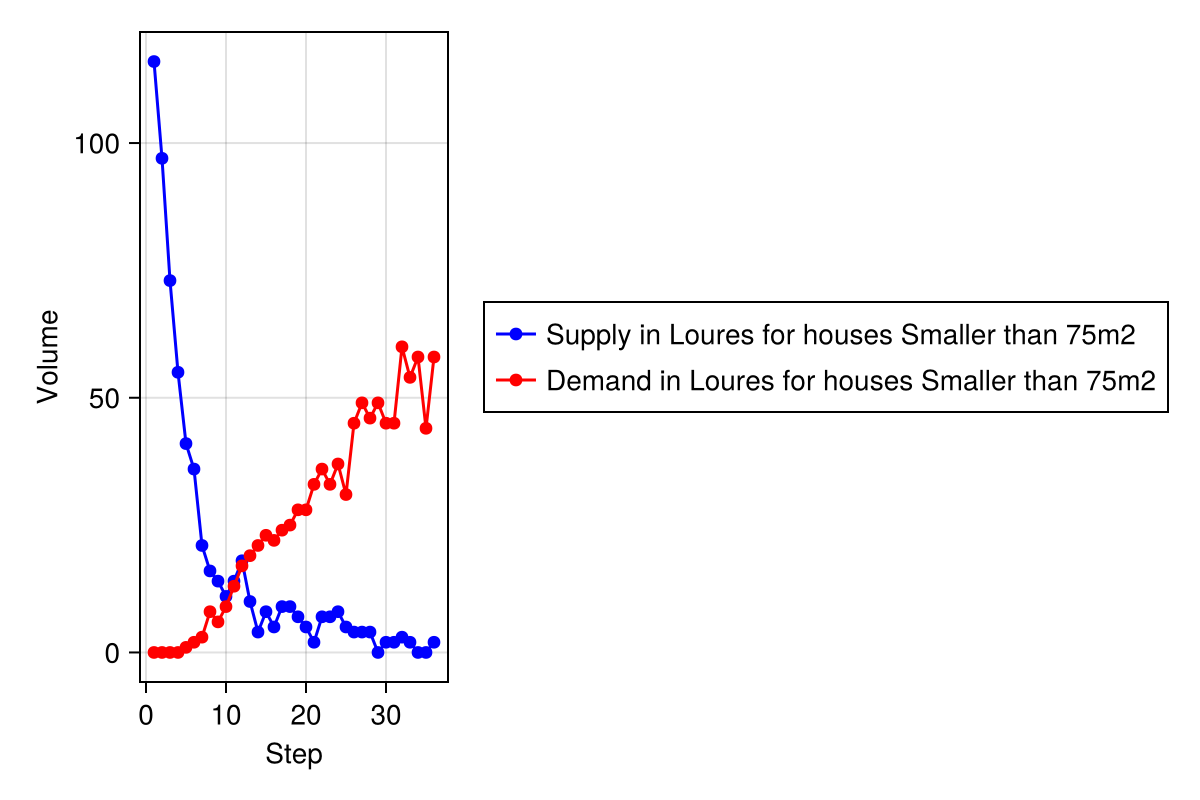 100
50
0
Volume
0 10 20 30
Step
Supply in Loures for houses Smaller than 75m2
Demand in Loures for houses Smaller than 75m2